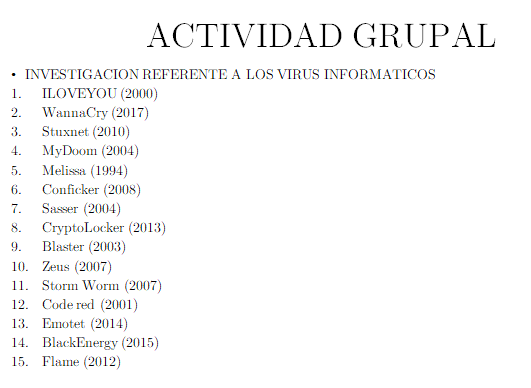 ACTIVIDAD GRUPAL
• INVESTIGACION REFERENTE A LOS VIRUS INFORMATICOS
1. ILOVEYOU (2000)
2. WannaCry (2017)
3. Stuxnet (2010)
4. MyDoom (2004)
5. Melissa (1994)
6. Conficker (2008)
7. Sasser (2004)
8. CryptoLocker (2013)
9. Blaster (2003)
10. Zeus (2007)
11. Storm Worm (2007)
12. Code red (2001)
13. Emotet (2014)
14. BlackEnergy (2015)
15. Flame (2012)